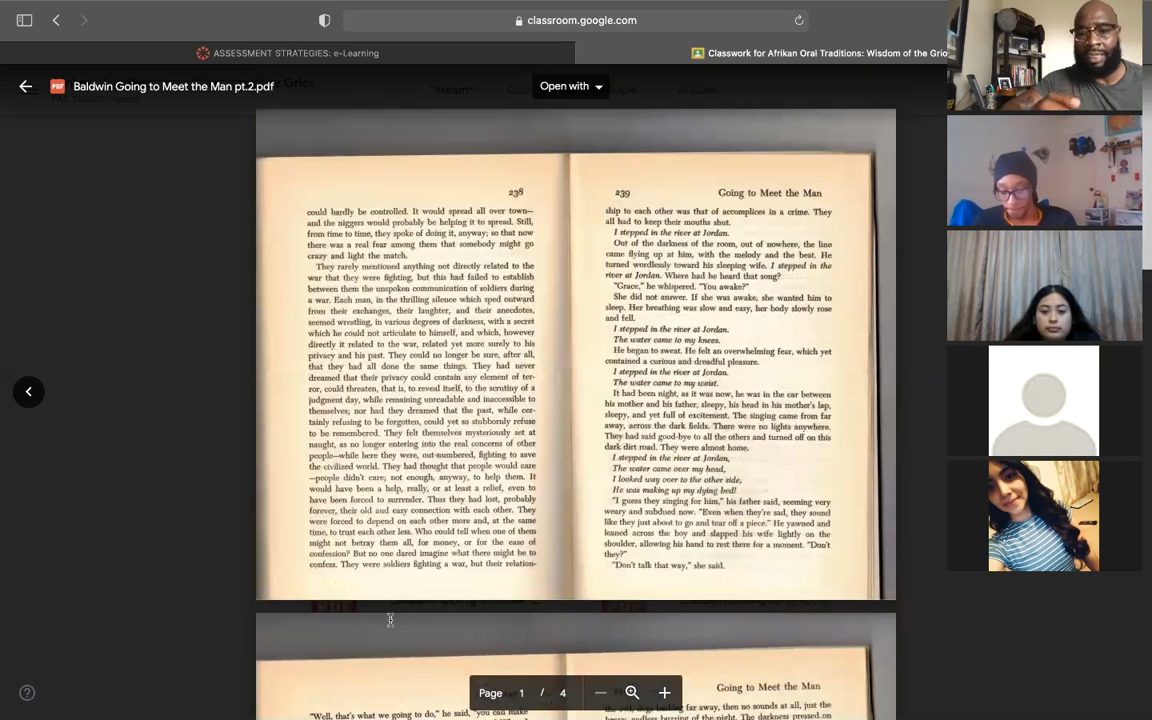 classroom.google.com
ASSESSMENT STRATEGIES: e-Learning
Classwork for Afrikan Oral Traditions: Wisdom of the Grio
PDF
Baldwin Going to Meet the Man pt.2.pdf
Open with
238
could hardly be controlled. It would spread all over town—
and the niggers would probably be helping it to spread. Still,
from time to time, they spoke of doing it, anyway; so that now
there was a real fear among them that somebody might go
crazy and light the match.
They rarely mentioned anything not directly related to the
war that they were fighting, but this had failed to establish
between them the unspoken communication of soldiers during
a war. Each man, in the thrilling silence which sped outward
from their exchanges, their laughter, and their anecdotes,
seemed wrestling, in various degrees of darkness, with a secret
which he could not articulate to himself, and which, however
directly it related to the war, related yet more surely to his
privacy and his past. They could no longer be sure, after all,
that they had all done the same things. They had never
dreamed that their privacy could contain any element of ter-
ror, could threaten, that is, to reveal itself, to the scrutiny of a
judgment day, while remaining unreadable and inaccessible to
themselves; nor had they dreamed that the past, while cer-
tainly refusing to be forgotten, could yet so stubbornly refuse
to be remembered. They felt themselves mysteriously set at
naught, as no longer entering into the real concerns of other
people—while here they were, out-numbered, fighting to save
the civilized world. They had thought that people would care
—people didn't care; not enough, anyway, to help them. It
would have been a help, really, or at least a relief, even to
have been forced to surrender. Thus they had lost, probably
forever, their old and easy connection with each other. They
were forced to depend on each other more and, at the same
time, to trust each other less. Who could tell when one of them
might not betray them all, for money, or for the ease of
confession? But no one dared imagine what there might be to
confess. They were soldiers fighting a war, but their relation-
239 Going to Meet the Man
ship to each other was that of accomplices in a crime. They
all had to keep their mouths shut.
I stepped in the river at Jordan.
Out of the darkness of the room, out of nowhere, the line
came flying up at him, with the melody and the beat. He
turned wordlessly toward his sleeping wife. I stepped in the
river at Jordan. Where had he heard that song?
"Grace," he whispered. "You awake?"
She did not answer. If she was awake, she wanted him to
sleep. Her breathing was slow and easy, her body slowly rose
and fell.
I stepped in the river at Jordan.
The water came to my knees.
He began to sweat. He felt an overwhelming fear, which yet
contained a curious and dreadful pleasure.
I stepped in the river at Jordan.
The water came to my waist.
It had been night, as it was now, he was in the car between
his mother and his father, sleepy, his head in his mother's lap,
sleepy, and yet full of excitement. The singing came from far
away, across the dark fields. There were no lights anywhere.
They had said good-bye to all the others and turned off on this
dark dirt road. They were almost home.
I stepped in the river at Jordan,
The water came over my head,
I looked way over to the other side,
He was making up my dying bed!
"I guess they singing for him," his father said, seeming very
weary and subdued now. "Even when they're sad, they sound
like they just about to go and tear off a piece." He yawned and
leaned across the boy and slapped his wife lightly on the
shoulder, allowing his hand to rest there for a moment. "Don't
they?"
"Don't talk that way," she said.
Going to Meet the Man
"Well, that's what we going to do," he said, "you can make
far away, then no sounds at all, just the
Page 1 / 4